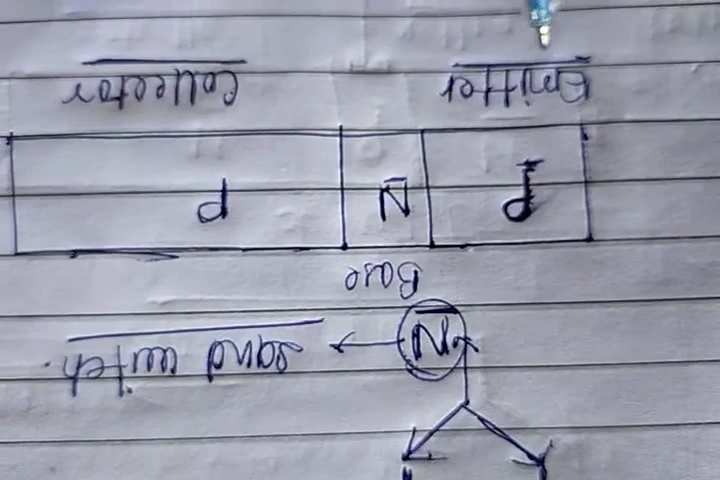 N → sand witch.
Base
P N P
Emitter Collector